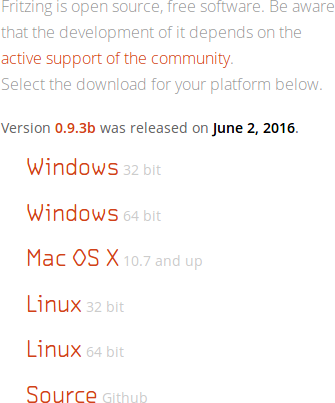 Fritzing is open source, free software. Be aware
that the development of it depends on the
active support of the community.
Select the download for your platform below.
Version 0.9.3b was released on June 2, 2016.
Windows 32 bit
Windows 64 bit
Mac OS X 10.7 and up
Linux 32 bit
Linux 64 bit
Source Github